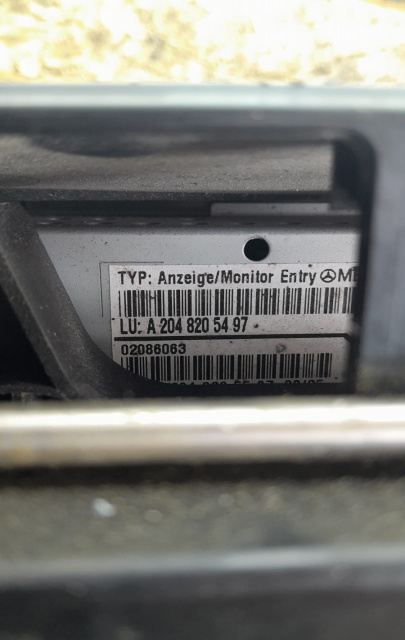 TYP: Anzeige/Monitor Entry
LU: A 204 820 54 97
02086063